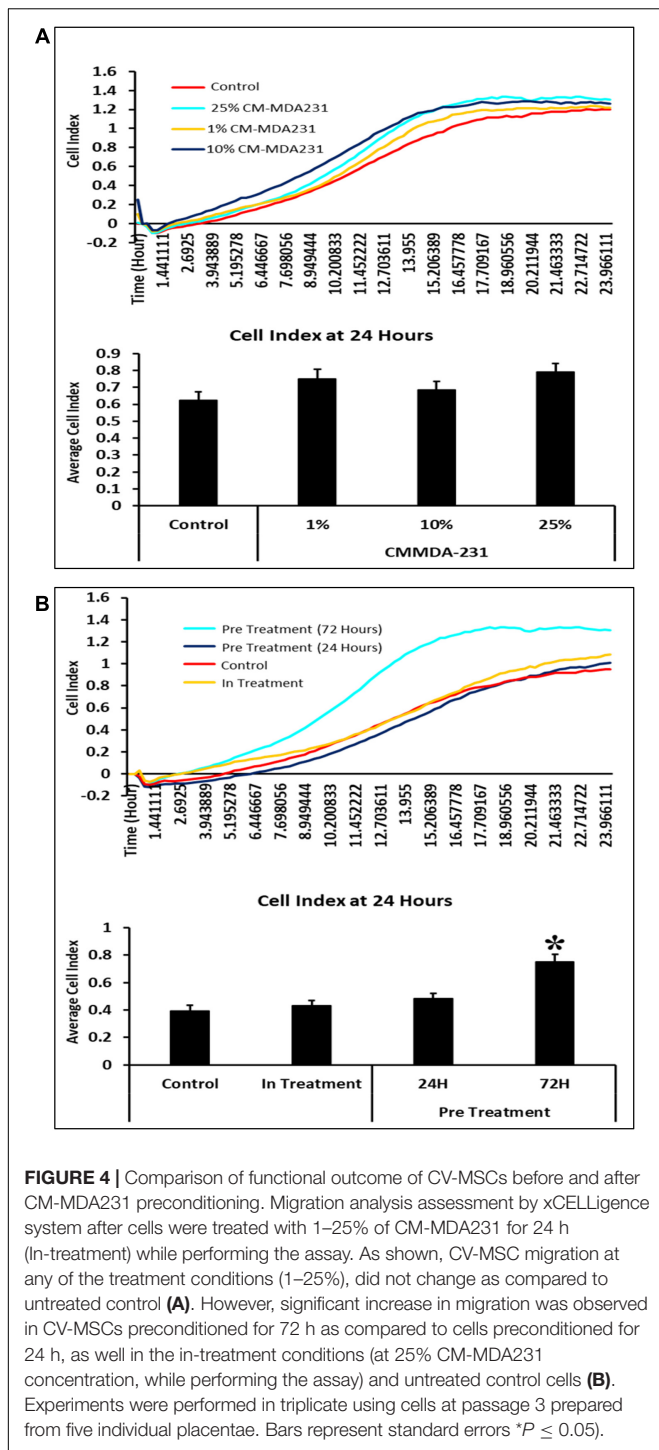 A
1.6
1.4
1.2
1
0.8
0.6
0.4
0.2
0
-0.2
Cell Index
Control
25% CM-MDA231
1% CM-MDA231
10% CM-MDA231
Time (Hour)
1.441111
2.6925
3.943889
5.195278
6.446667
7.698056
8.949444
10.200833
11.452222
12.703611
13.955
15.206389
16.457778
17.709167
18.960556
20.211944
21.463333
22.714722
23.966111
Cell Index at 24 Hours
0.9
0.8
0.7
0.6
0.5
0.4
0.3
0.2
0.1
0
Average Cell Index
Control
1%
10%
25%
CMMDA-231
B
1.6
1.4
1.2
1
0.8
0.6
0.4
0.2
0
-0.2
Cell Index
Pre Treatment (72 Hours)
Pre Treatment (24 Hours)
Control
In Treatment
Time (Hour)
1.441111
2.6925
3.943889
5.195278
6.446667
7.698056
8.949444
10.200833
11.452222
12.703611
13.955
15.206389
16.457778
17.709167
18.960556
20.211944
21.463333
22.714722
23.966111
Cell Index at 24 Hours
1
0.8
0.6
0.4
0.2
0
Average Cell Index
*
Control
In Treatment
24H
72H
Pre Treatment
FIGURE 4 | Comparison of functional outcome of CV-MSCs before and after
CM-MDA231 preconditioning. Migration analysis assessment by xCELLigence
system after cells were treated with 1–25% of CM-MDA231 for 24 h
(In-treatment) while performing the assay. As shown, CV-MSC migration at
any of the treatment conditions (1–25%), did not change as compared to
untreated control (A). However, significant increase in migration was observed
in CV-MSCs preconditioned for 72 h as compared to cells preconditioned for
24 h, as well in the in-treatment conditions (at 25% CM-MDA231
concentration, while performing the assay) and untreated control cells (B).
Experiments were performed in triplicate using cells at passage 3 prepared
from five individual placentae. Bars represent standard errors *P ≤ 0.05).